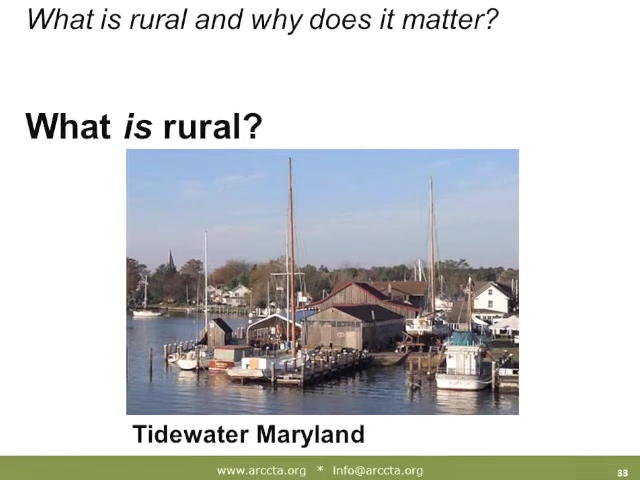 What is rural and why does it matter?
What is rural?
Tidewater Maryland
www.arccta.org * info@arccta.org
33